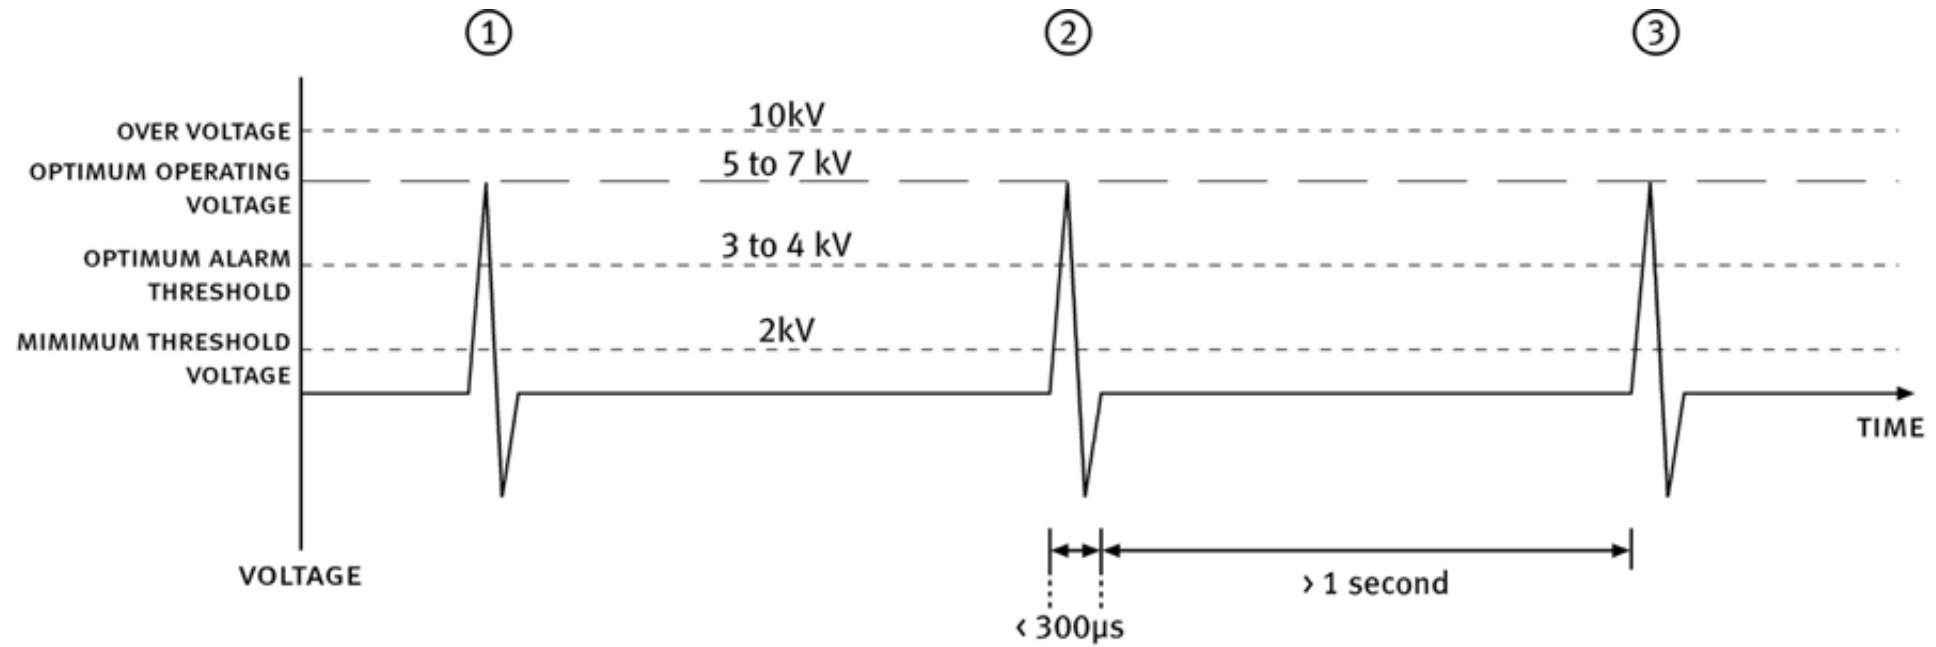 1
2
3
10kV
OVER VOLTAGE
5 to 7 kV
OPTIMUM OPERATING
VOLTAGE
3 to 4 kV
OPTIMUM ALARM
THRESHOLD
2kV
MIMIMUM THRESHOLD
VOLTAGE
TIME
VOLTAGE
> 1 second
< 300µs